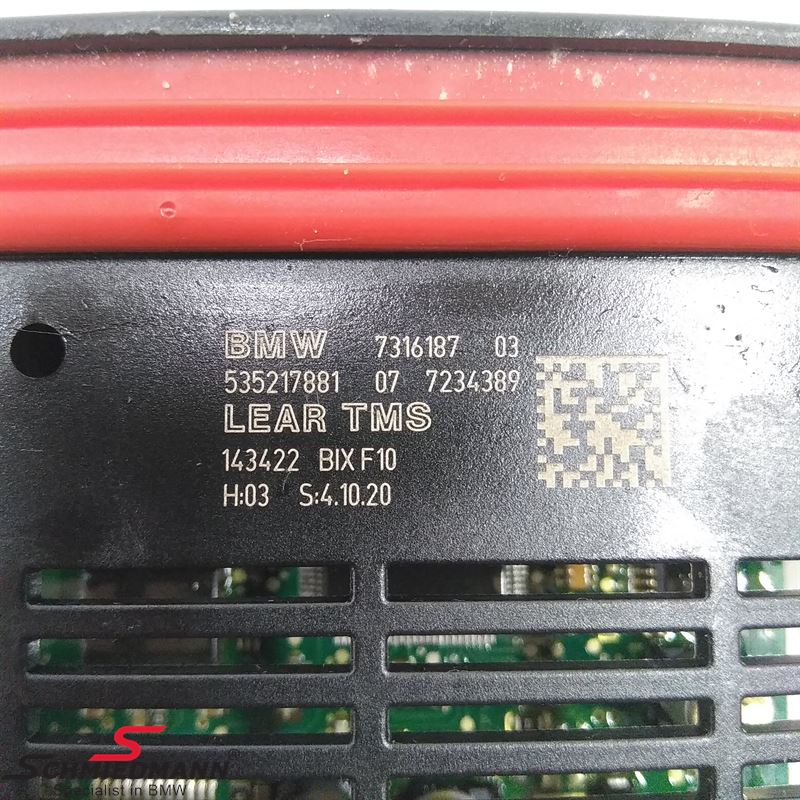 BMW 7316187 03
535217881 07 7234389
LEAR TMS
143422 BIX F10
H:03 S:4.10.20
SCHMIEDMANN
Specialist in BMW